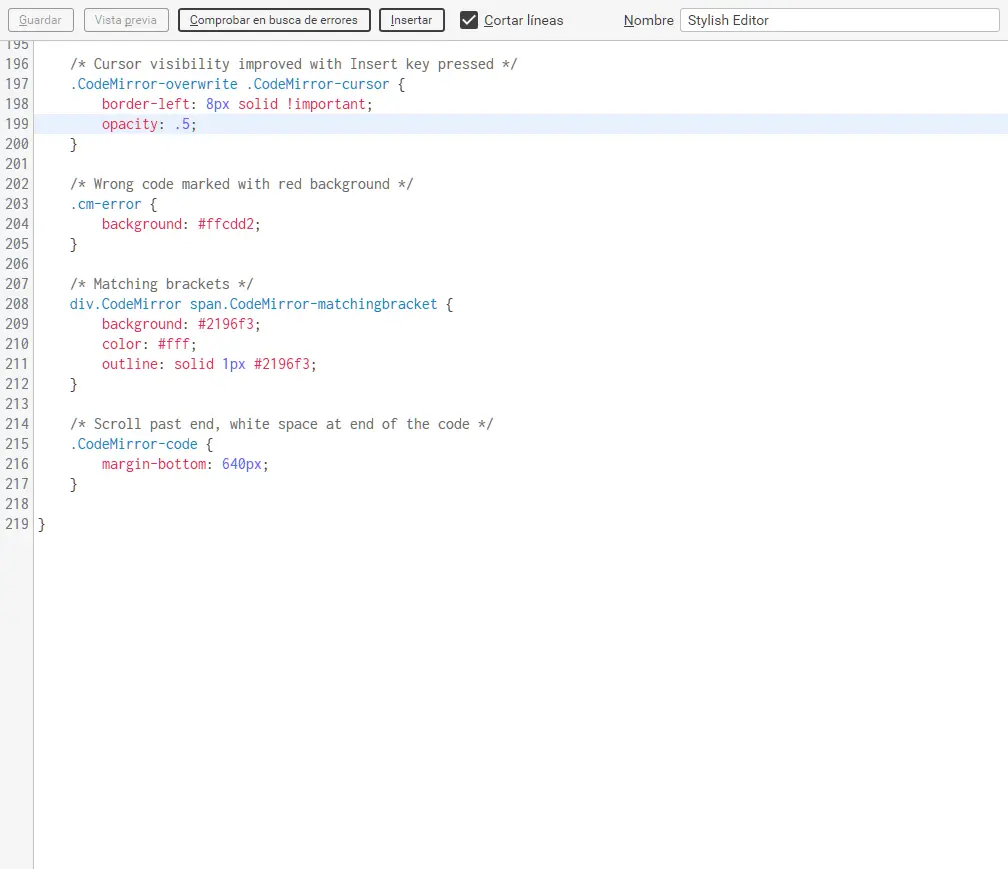 Guardar Vista previa Comprobar en busca de errores Insertar Cortar líneas Nombre Stylish Editor
195
196 /* Cursor visibility improved with Insert key pressed */
197 .CodeMirror-overwrite .CodeMirror-cursor {
198 border-left: 8px solid !important;
199 opacity: .5;
200 }
201
202 /* Wrong code marked with red background */
203 .cm-error {
204 background: #ffcdd2;
205 }
206
207 /* Matching brackets */
208 div.CodeMirror span.CodeMirror-matchingbracket {
209 background: #2196f3;
210 color: #fff;
211 outline: solid 1px #2196f3;
212 }
213
214 /* Scroll past end, white space at end of the code */
215 .CodeMirror-code {
216 margin-bottom: 640px;
217 }
218
219 }